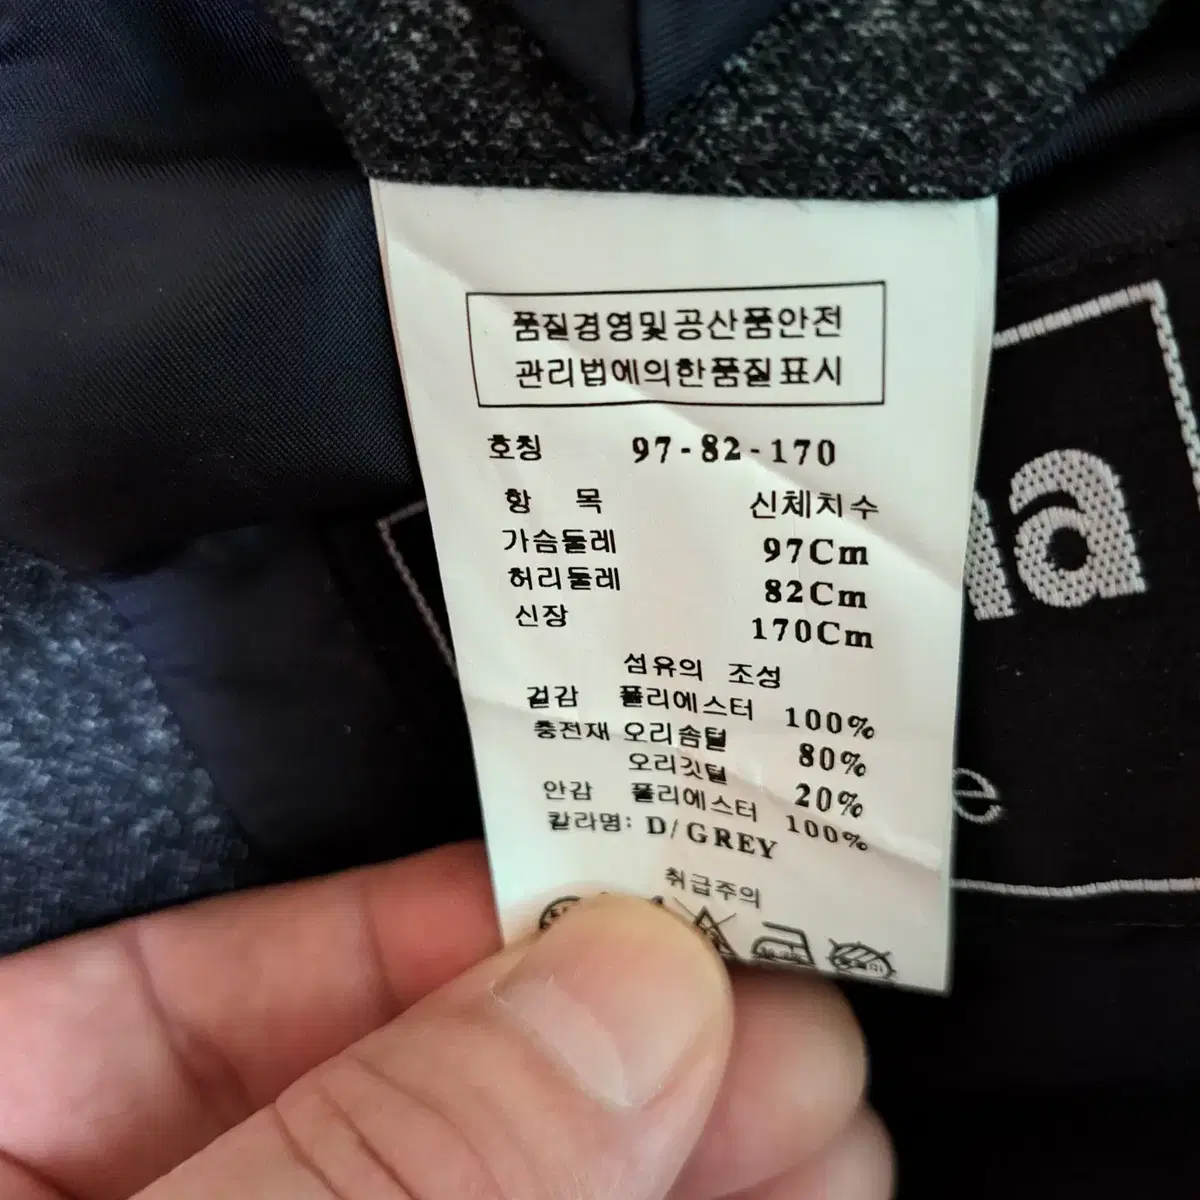 품질경영및공산품안전
관리법에의한품질표시
호칭 97-82-170
항 목 신체치수
가슴둘레 97Cm
허리둘레 82Cm
신장 170Cm
섬유의 조성
겉감 폴리에스터 100%
충전재 오리솜털 80%
오리깃털 20%
안감 폴리에스터 100%
칼라명: D/GREY
취급주의